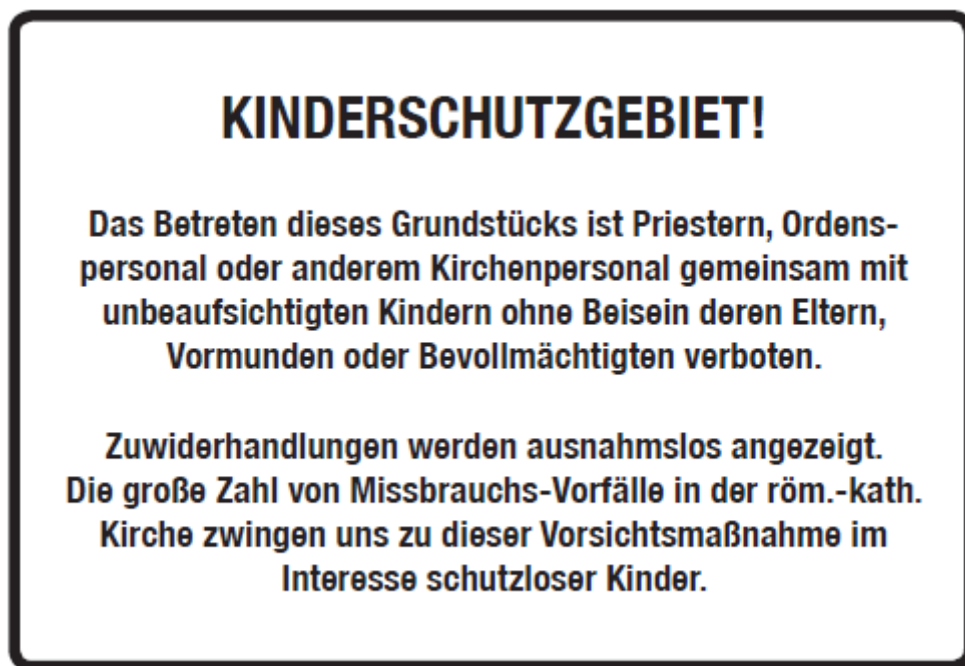 KINDERSCHUTZGEBIET!
Das Betreten dieses Grundstücks ist Priestern, Ordens-
personal oder anderem Kirchenpersonal gemeinsam mit
unbeaufsichtigten Kindern ohne Beisein deren Eltern,
Vormunden oder Bevollmächtigten verboten.
Zuwiderhandlungen werden ausnahmslos angezeigt.
Die große Zahl von Missbrauchs-Vorfälle in der röm.-kath.
Kirche zwingen uns zu dieser Vorsichtsmaßnahme im
Interesse schutzloser Kinder.